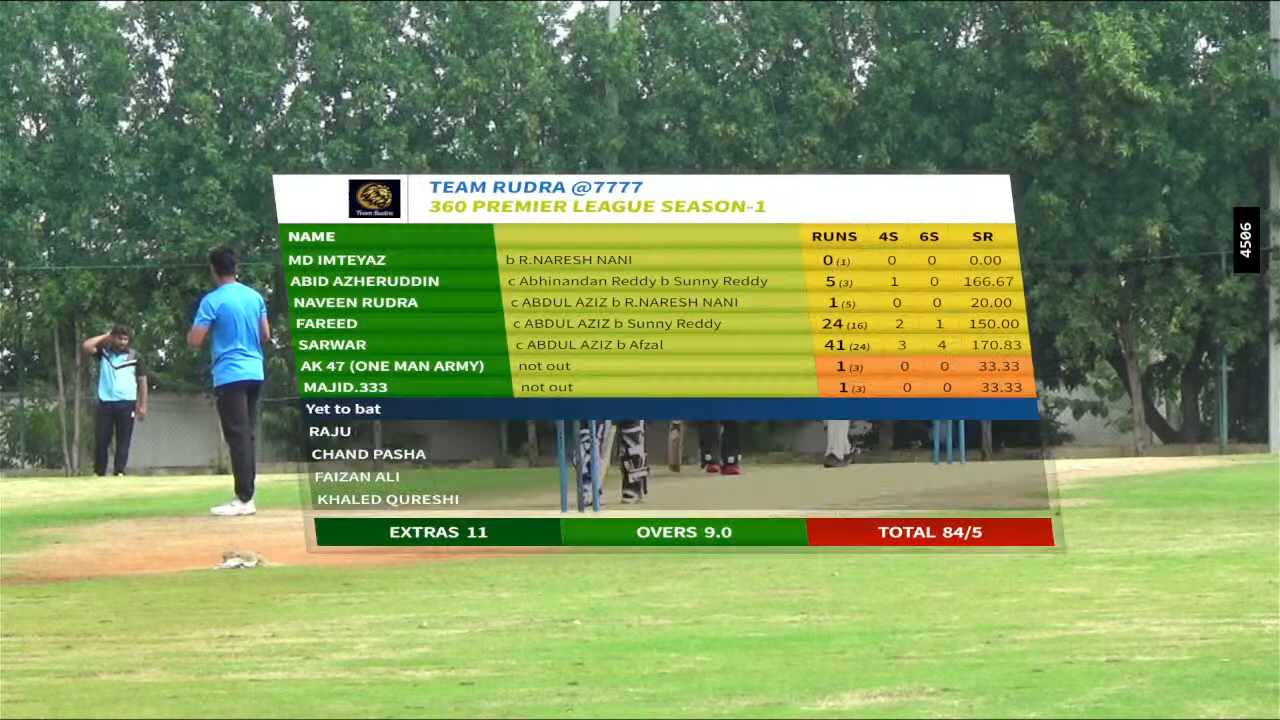 TEAM RUDRA @7777
360 PREMIER LEAGUE SEASON-1
Team Rudra
NAME RUNS 4S 6S SR
MD IMTEYAZ b R.NARESH NANI 0 (1) 0 0 0.00
ABID AZHERUDDIN c Abhinandan Reddy b Sunny Reddy 5 (3) 1 0 166.67
NAVEEN RUDRA c ABDUL AZIZ b R.NARESH NANI 1 (5) 0 0 20.00
FAREED c ABDUL AZIZ b Sunny Reddy 24 (16) 2 1 150.00
SARWAR c ABDUL AZIZ b Afzal 41 (24) 3 4 170.83
AK 47 (ONE MAN ARMY) not out 1 (3) 0 0 33.33
MAJID.333 not out 1 (3) 0 0 33.33
Yet to bat
RAJU
CHAND PASHA
FAIZAN ALI
KHALED QURESHI
EXTRAS 11 OVERS 9.0 TOTAL 84/5
4506